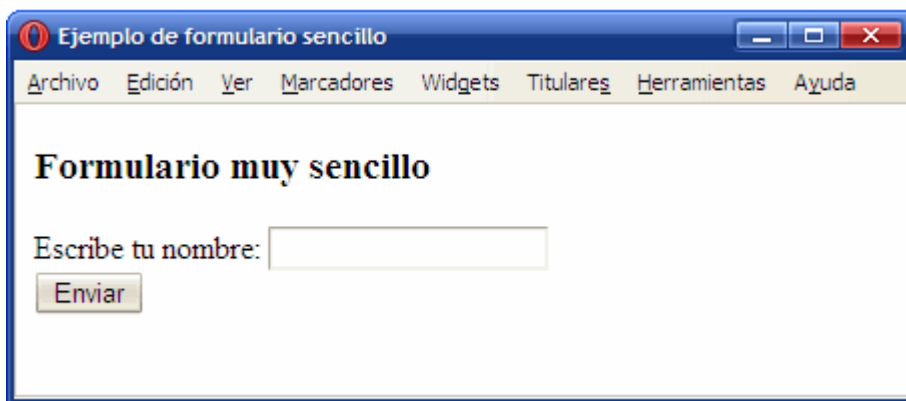 Ejemplo de formulario sencillo
Archivo Edición Ver Marcadores Widgets Titulares Herramientas Ayuda
Formulario muy sencillo
Escribe tu nombre:
Enviar